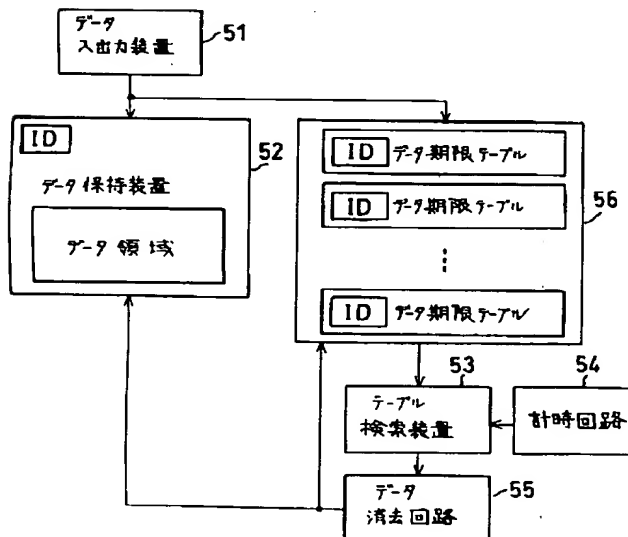 データ
入出力装置
51
ID
データ保持装置
データ領域
52
ID データ期限テーブル
ID データ期限テーブル
ID データ期限テーブル
56
テーブル
検索装置
53
計時回路
54
データ
消去回路
55